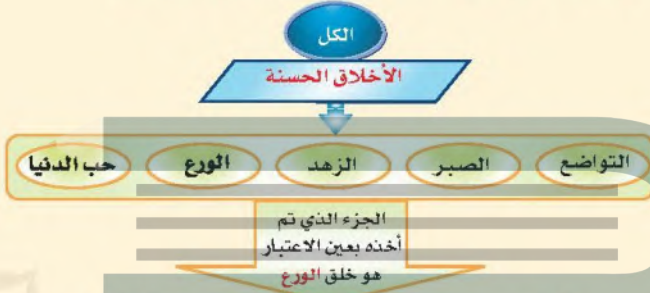 الكل
الأخلاق الحسنة
التواضع الصبر الزهد الورع حب الدنيا
الجزء الذي تم
أخذه بعين الاعتبار
هو خلق الورع